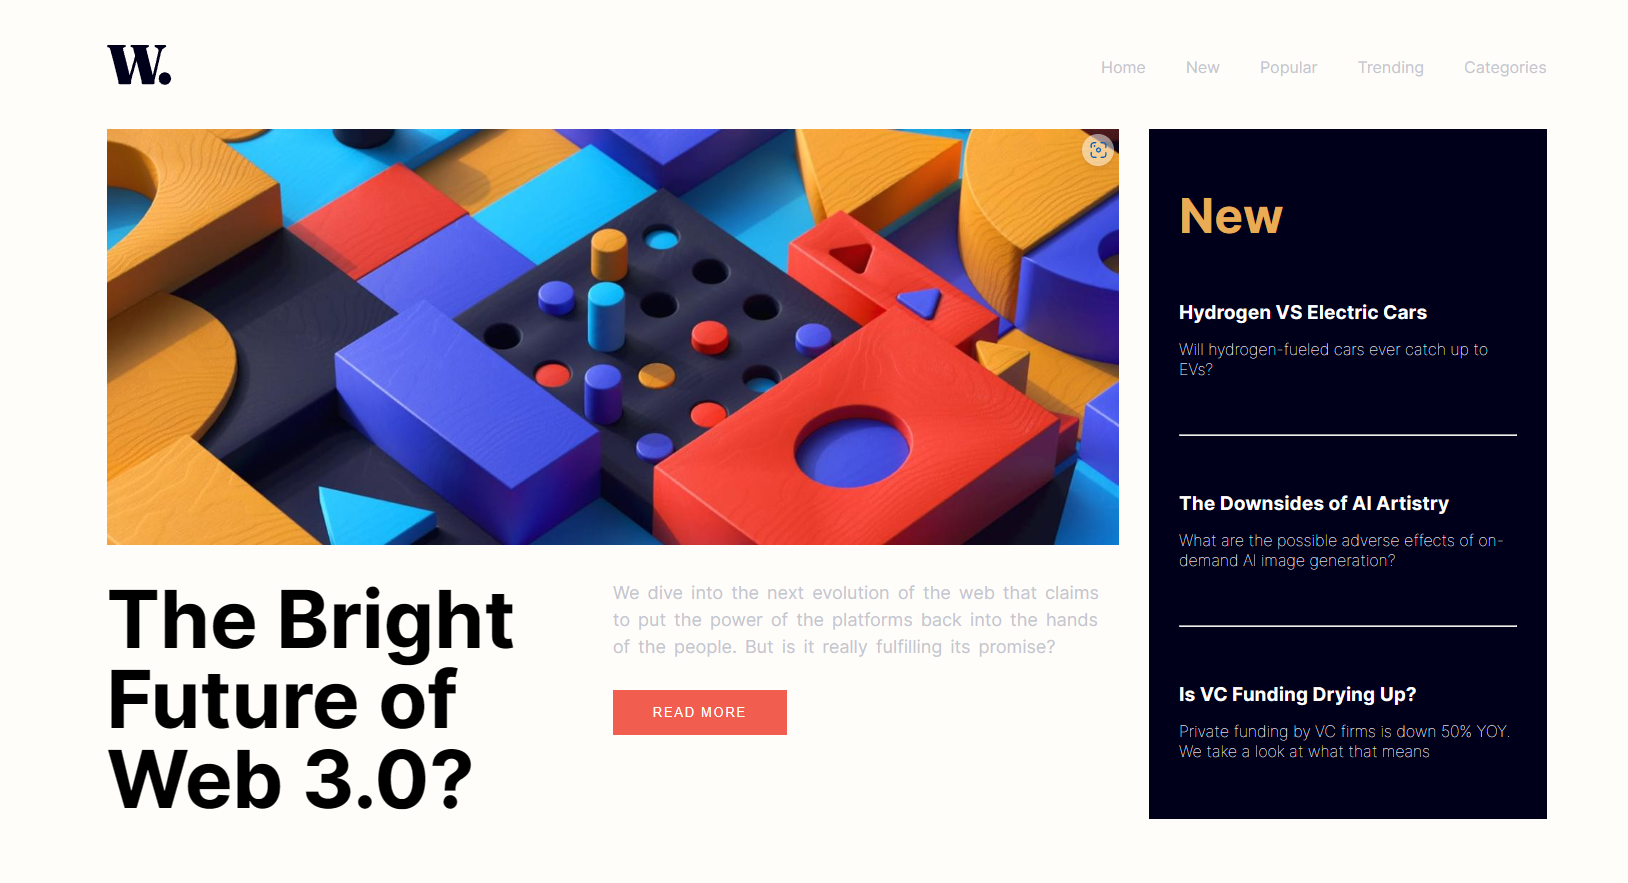 W.
Home New Popular Trending Categories
New
Hydrogen VS Electric Cars
Will hydrogen-fueled cars ever catch up to
EVs?
The Downsides of AI Artistry
What are the possible adverse effects of on-
demand AI image generation?
Is VC Funding Drying Up?
Private funding by VC firms is down 50% YOY.
We take a look at what that means
The Bright
Future of
Web 3.0?
We dive into the next evolution of the web that claims
to put the power of the platforms back into the hands
of the people. But is it really fulfilling its promise?
READ MORE